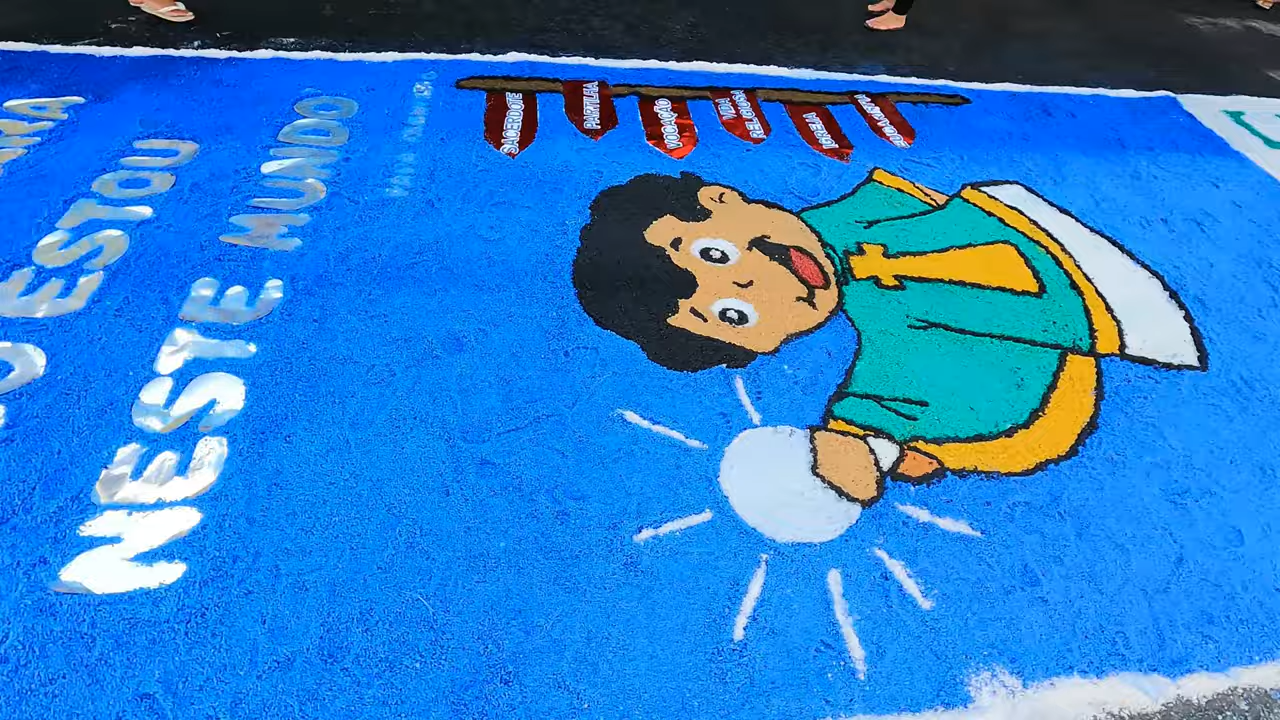 ESTOU
NESTE MUNDO
SACERDOTE
PARTILHA
VOCAÇÃO
VIDA
RELIGIOSA
IGREJA